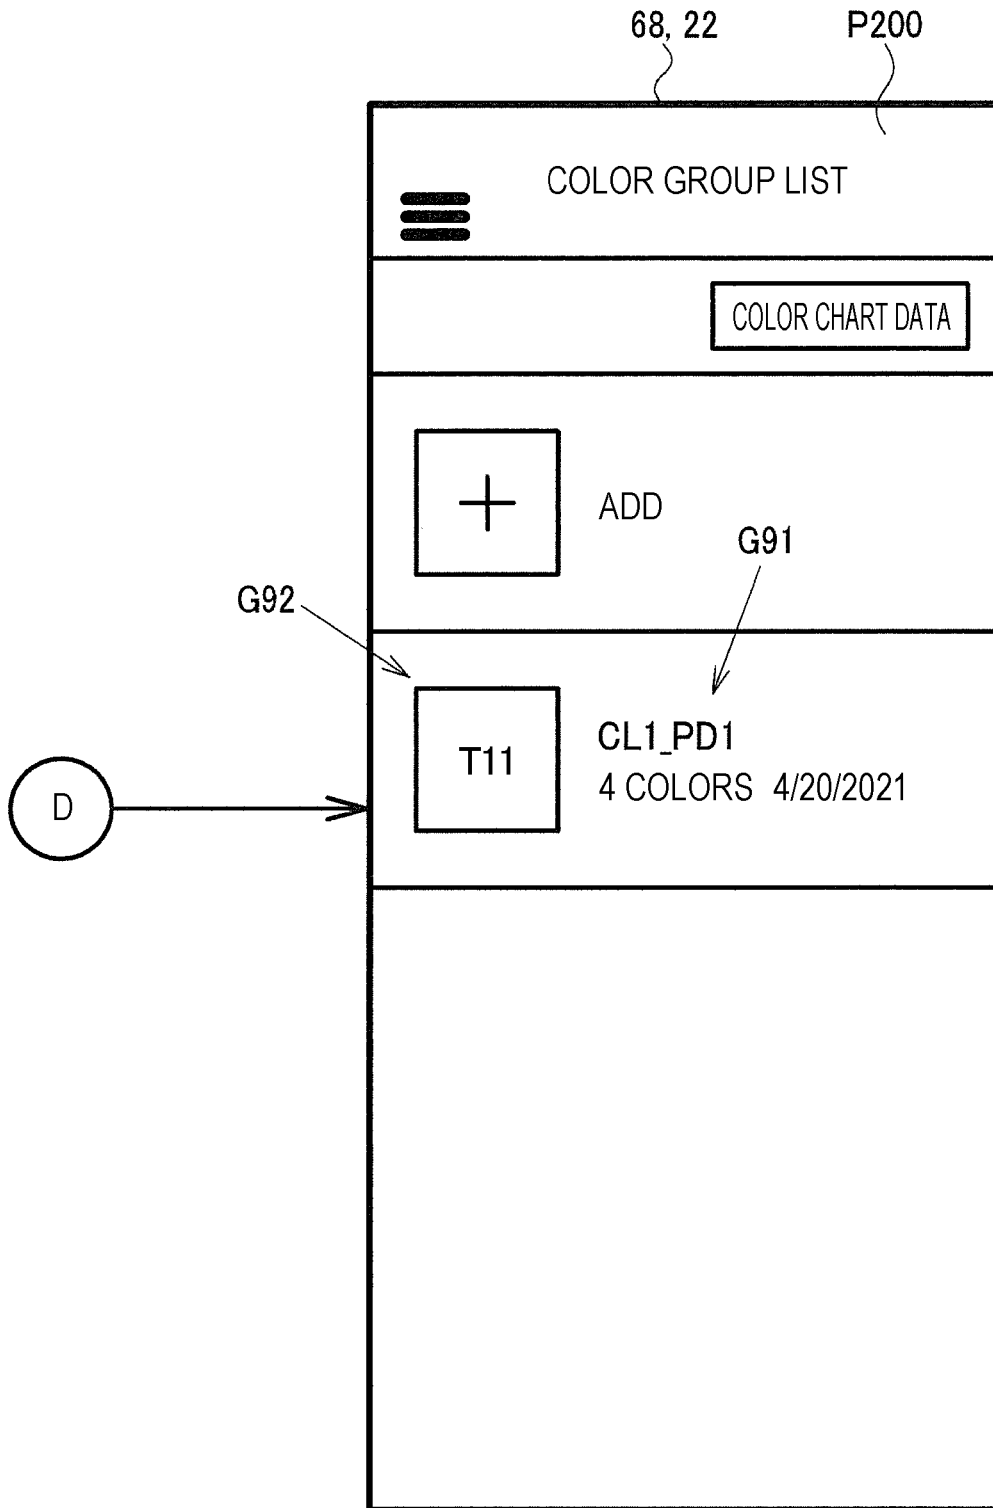 68, 22 P200
COLOR GROUP LIST
COLOR CHART DATA
+ ADD
G91
G92
T11
CL1_PD1
4 COLORS 4/20/2021
D